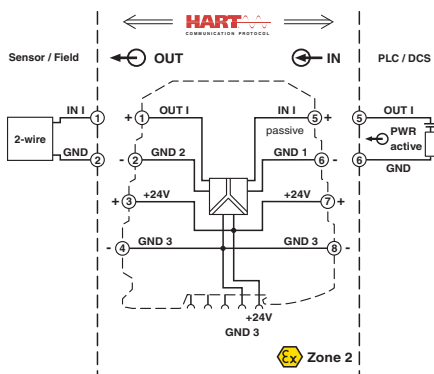 HART
COMMUNICATION PROTOCOL
Sensor / Field
OUT
IN
PLC / DCS
IN I 1 + 1 OUT I IN I 5 + 5 OUT I
passive
2-wire
PWR
active
GND 2 - 2 GND 2 GND 1 6 - 6
GND
+ 3 +24V +24V 7 +
- 4 GND 3 GND 3 8 -
+24V
GND 3
Ex Zone 2